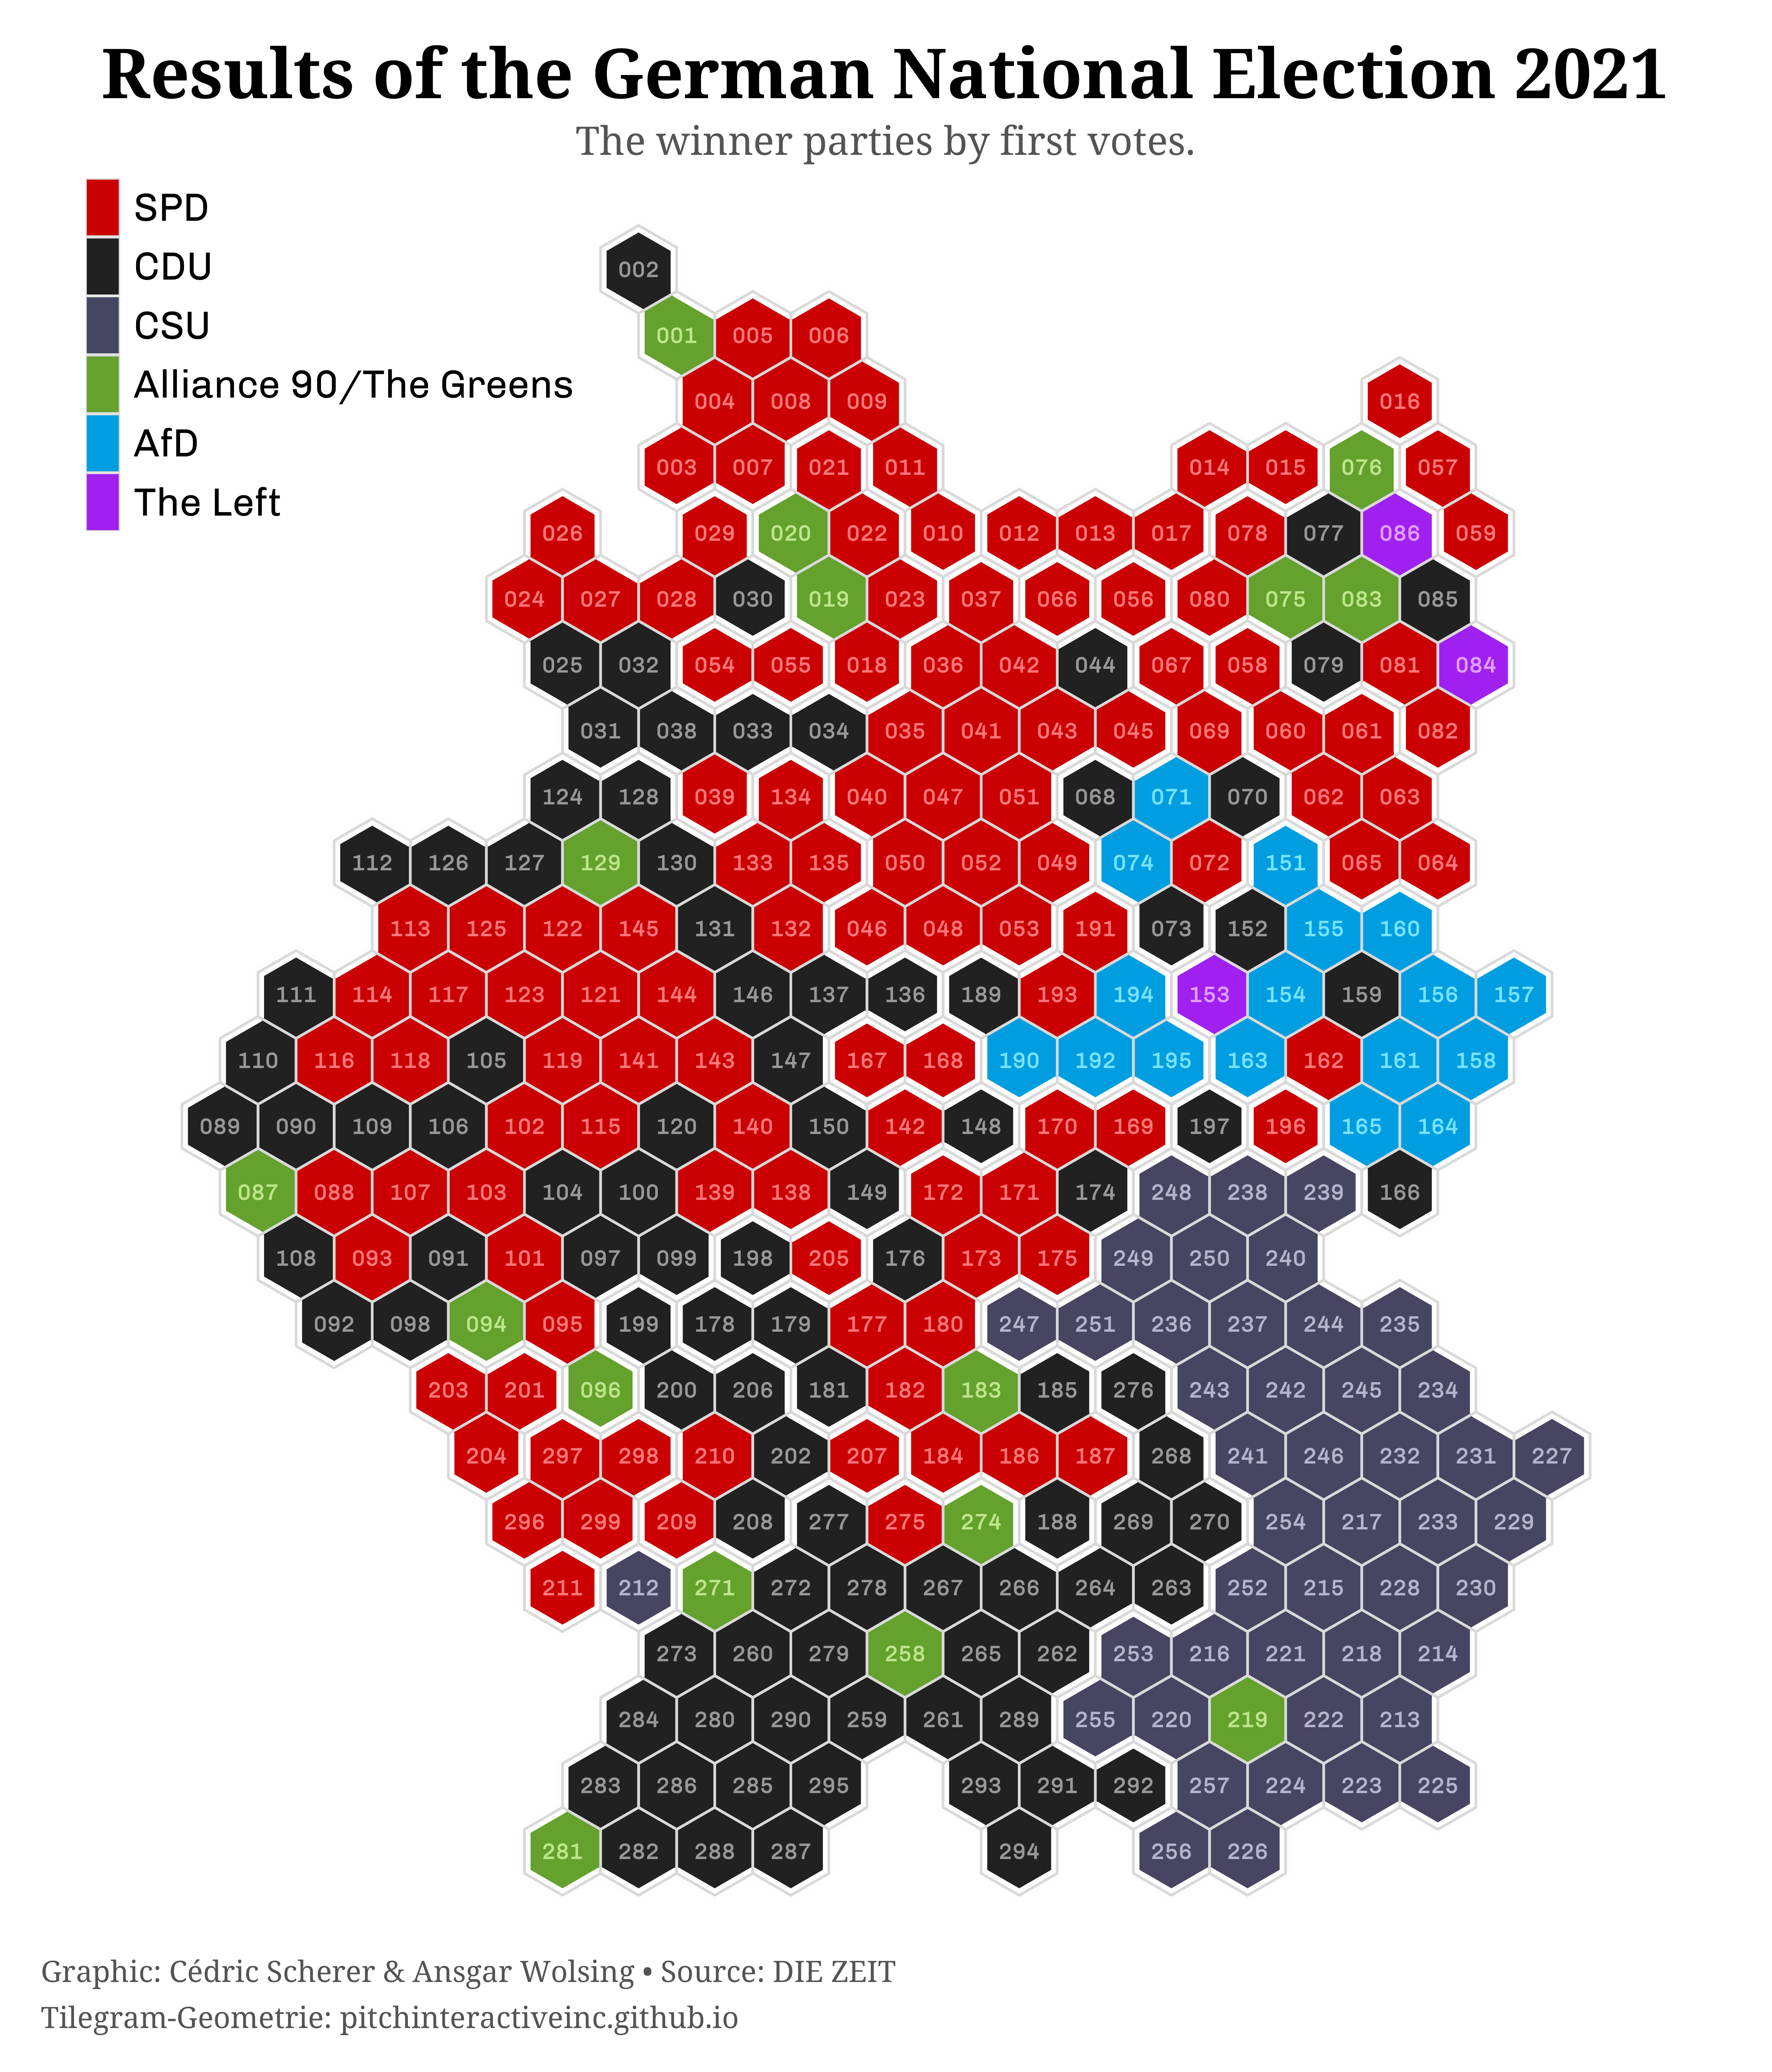 Results of the German National Election 2021
The winner parties by first votes.
SPD
CDU
CSU
Alliance 90/The Greens
AfD
The Left
002
001 005 006
004 008 009 016
003 007 021 011 014 015 076 057
026 029 020 022 010 012 013 017 078 077 086 059
024 027 028 030 019 023 037 066 056 080 075 083 085
025 032 054 055 018 036 042 044 067 058 079 081 084
031 038 033 034 035 041 043 045 069 060 061 082
124 128 039 134 040 047 051 068 071 070 062 063
112 126 127 129 130 133 135 050 052 049 074 072 151 065 064
113 125 122 145 131 132 046 048 053 191 073 152 155 160
111 114 117 123 121 144 146 137 136 189 193 194 153 154 159 156 157
110 116 118 105 119 141 143 147 167 168 190 192 195 163 162 161 158
089 090 109 106 102 115 120 140 150 142 148 170 169 197 196 165 164
087 088 107 103 104 100 139 138 149 172 171 174 248 238 239 166
108 093 091 101 097 099 198 205 176 173 175 249 250 240
092 098 094 095 199 178 179 177 180 247 251 236 237 244 235
203 201 096 200 206 181 182 183 185 276 243 242 245 234
204 297 298 210 202 207 184 186 187 268 241 246 232 231 227
296 299 209 208 277 275 274 188 269 270 254 217 233 229
211 212 271 272 278 267 266 264 263 252 215 228 230
273 260 279 258 265 262 253 216 221 218 214
284 280 290 259 261 289 255 220 219 222 213
283 286 285 295 293 291 292 257 224 223 225
281 282 288 287 294 256 226
Graphic: Cédric Scherer & Ansgar Wolsing • Source: DIE ZEIT
Tilegram-Geometrie: pitchinteractiveinc.github.io